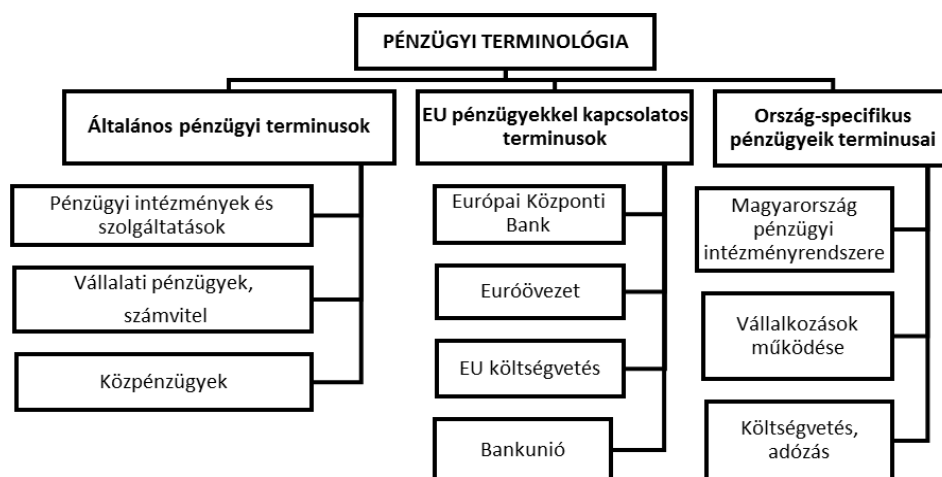 PÉNZÜGYI TERMINOLÓGIA
Általános pénzügyi terminusok
Pénzügyi intézmények és
szolgáltatások
Vállalati pénzügyek,
számvitel
Közpénzügyek
EU pénzügyekkel kapcsolatos
terminusok
Európai Központi
Bank
Euróövezet
EU költségvetés
Bankunió
Ország-specifikus
pénzügyeik terminusai
Magyarország
pénzügyi
intézményrendszere
Vállalkozások
működése
Költségvetés,
adózás